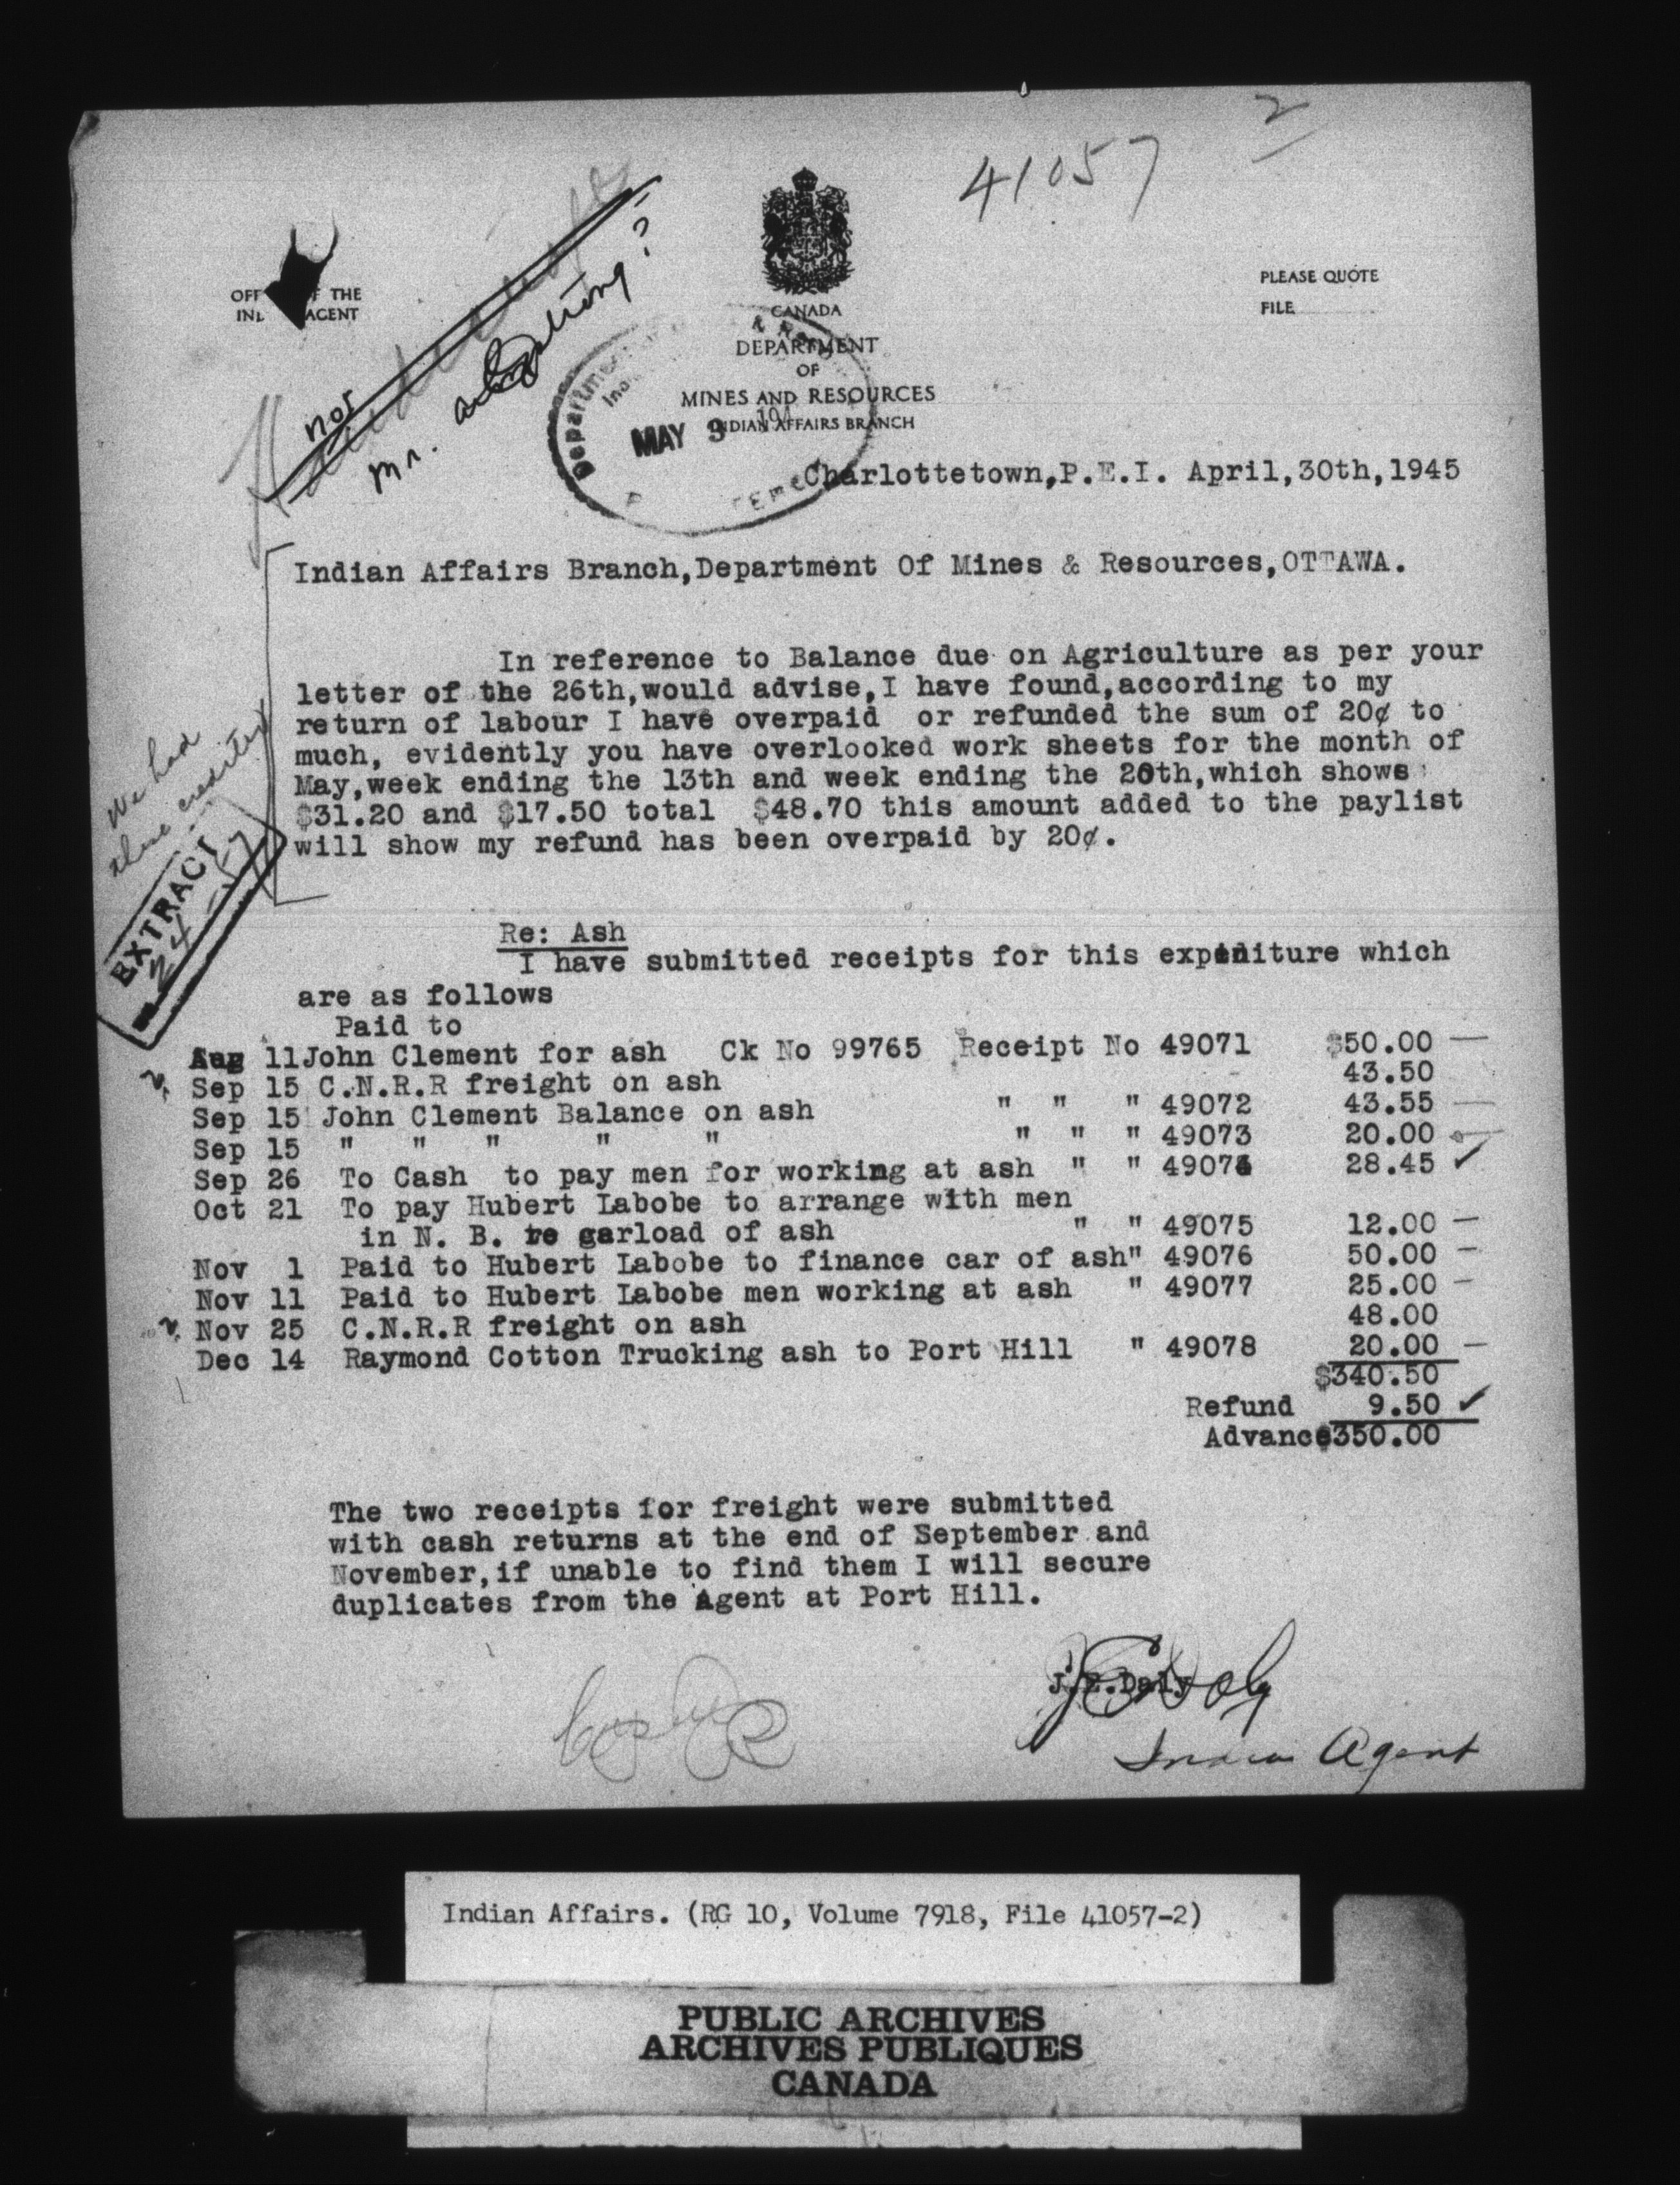 2
41057
OFF F THE
IND AGENT
CANADA
DEPARTMENT
OF
MINES AND RESOURCES
INDIAN AFFAIRS BRANCH
PLEASE QUOTE
FILE
not
Mr. Armstrong?
Department
MAY 3 194
Charlottetown,P.E.I. April,30th,1945
Indian Affairs Branch,Department Of Mines & Resources,OTTAWA.
In reference to Balance due on Agriculture as per your
letter of the 26th,would advise,I have found,according to my
return of labour I have overpaid or refunded the sum of 20¢ to
much, evidently you have overlooked work sheets for the month of
May,week ending the 13th and week ending the 20th,which shows
$31.20 and $17.50 total $48.70 this amount added to the paylist
will show my refund has been overpaid by 20¢.
We had
also credited
EXTRACT
24-5-
Re: Ash
I have submitted receipts for this expenditure which
are as follows
Paid to
Aug 11 John Clement for ash Ck No 99765 Receipt No 49071 $50.00 —
2 Sep 15 C.N.R.R freight on ash - 43.50
Sep 15 John Clement Balance on ash " " " 49072 43.55 —
Sep 15 " " " " " " " " 49073 20.00 —
Sep 26 To Cash to pay men for working at ash " " 49074 28.45 ✓
Oct 21 To pay Hubert Labobe to arrange with men
in N. B. re carload of ash " " 49075 12.00 —
Nov 1 Paid to Hubert Labobe to finance car of ash" 49076 50.00 —
Nov 11 Paid to Hubert Labobe men working at ash " 49077 25.00 —
2 Nov 25 C.N.R.R freight on ash 48.00
Dec 14 Raymond Cotton Trucking ash to Port Hill " 49078 20.00 —
$340.50
Refund 9.50 ✓
Advance$350.00
The two receipts for freight were submitted
with cash returns at the end of September and
November,if unable to find them I will secure
duplicates from the Agent at Port Hill.
J.E.Daly
J E Daly
Indian Agent
Indian Affairs. (RG 10, Volume 7918, File 41057-2)
PUBLIC ARCHIVES
ARCHIVES PUBLIQUES
CANADA